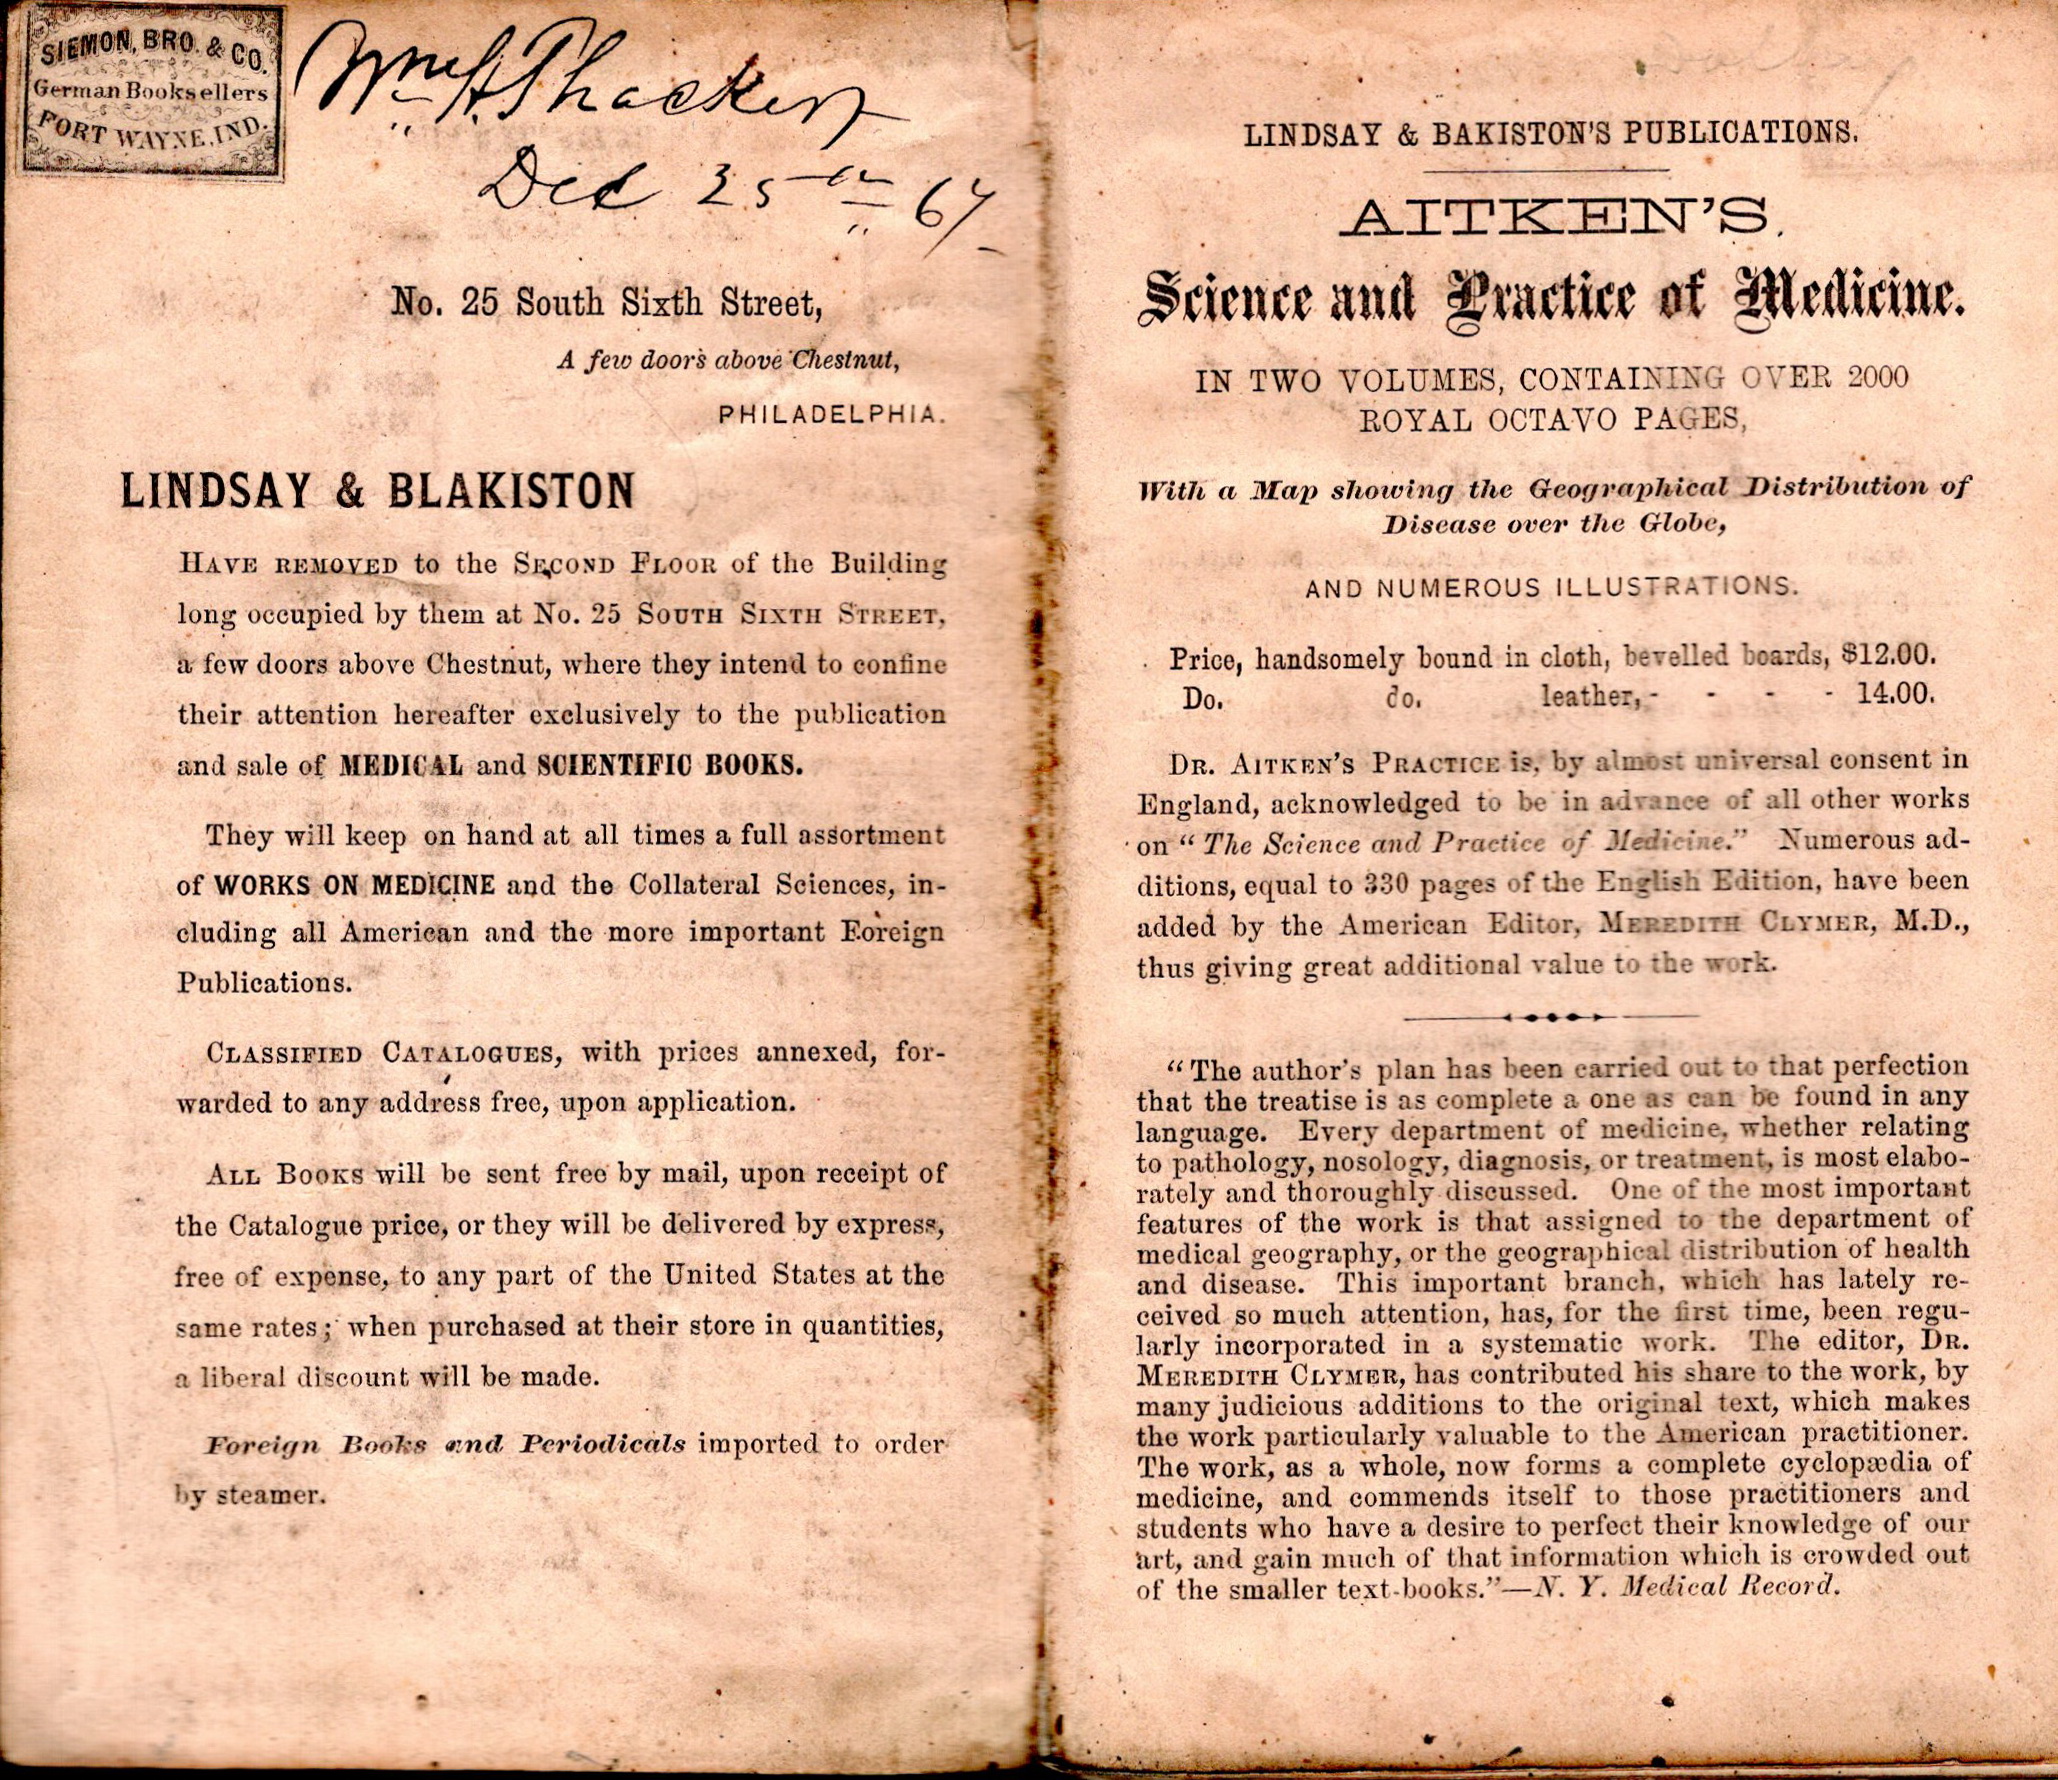 SIEMON, BRO. & CO.
German Booksellers
FORT WAYNE, IND.
Wm H. Thacker
Dec 25th 67
No. 25 South Sixth Street,
A few doors above Chestnut,
PHILADELPHIA.
LINDSAY & BLAKISTON
HAVE REMOVED to the SECOND FLOOR of the Building
long occupied by them at No. 25 SOUTH SIXTH STREET,
a few doors above Chestnut, where they intend to confine
their attention hereafter exclusively to the publication
and sale of MEDICAL and SCIENTIFIC BOOKS.
They will keep on hand at all times a full assortment
of WORKS ON MEDICINE and the Collateral Sciences, in-
cluding all American and the more important Foreign
Publications.
CLASSIFIED CATALOGUES, with prices annexed, for-
warded to any address free, upon application.
ALL BOOKS will be sent free by mail, upon receipt of
the Catalogue price, or they will be delivered by express,
free of expense, to any part of the United States at the
same rates; when purchased at their store in quantities,
a liberal discount will be made.
Foreign Books and Periodicals imported to order
by steamer.
LINDSAY & BAKISTON'S PUBLICATIONS.
AITKEN'S.
Science and Practice of Medicine.
IN TWO VOLUMES, CONTAINING OVER 2000
ROYAL OCTAVO PAGES,
With a Map showing the Geographical Distribution of
Disease over the Globe,
AND NUMEROUS ILLUSTRATIONS.
Price, handsomely bound in cloth, bevelled boards, $12.00.
Do. do. leather, - - - - 14.00.
DR. AITKEN'S PRACTICE is, by almost universal consent in
England, acknowledged to be in advance of all other works
on "The Science and Practice of Medicine." Numerous ad-
ditions, equal to 330 pages of the English Edition, have been
added by the American Editor, MEREDITH CLYMER, M.D.,
thus giving great additional value to the work.
"The author's plan has been carried out to that perfection
that the treatise is as complete a one as can be found in any
language. Every department of medicine, whether relating
to pathology, nosology, diagnosis, or treatment, is most elabo-
rately and thoroughly discussed. One of the most important
features of the work is that assigned to the department of
medical geography, or the geographical distribution of health
and disease. This important branch, which has lately re-
ceived so much attention, has, for the first time, been regu-
larly incorporated in a systematic work. The editor, DR.
MEREDITH CLYMER, has contributed his share to the work, by
many judicious additions to the original text, which makes
the work particularly valuable to the American practitioner.
The work, as a whole, now forms a complete cyclopædia of
medicine, and commends itself to those practitioners and
students who have a desire to perfect their knowledge of our
art, and gain much of that information which is crowded out
of the smaller text-books."—N. Y. Medical Record.